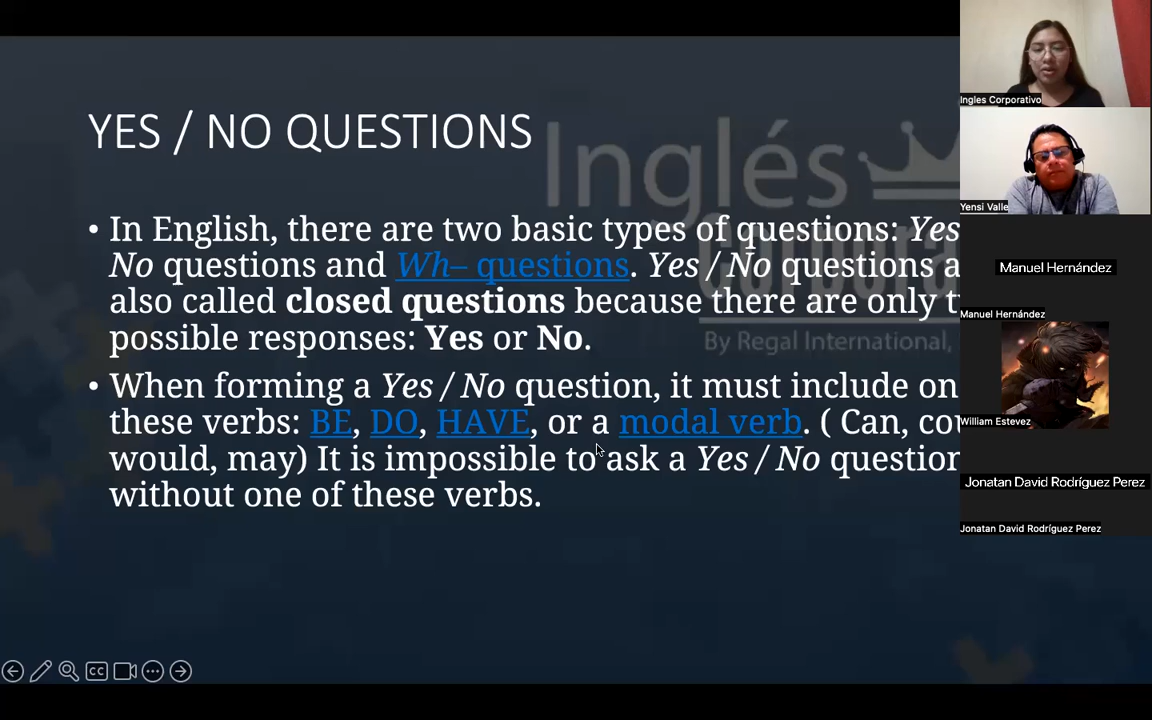 YES / NO QUESTIONS
Inglés
By Regal International,
• In English, there are two basic types of questions: Yes
No questions and Wh– questions. Yes / No questions a
also called closed questions because there are only t
possible responses: Yes or No.
• When forming a Yes / No question, it must include on
these verbs: BE, DO, HAVE, or a modal verb. ( Can, co
would, may) It is impossible to ask a Yes / No question
without one of these verbs.
CC
Ingles Corporativo
Yensi Valle
Manuel Hernández
Manuel Hernández
William Estevez
Jonatan David Rodríguez Perez
Jonatan David Rodríguez Perez